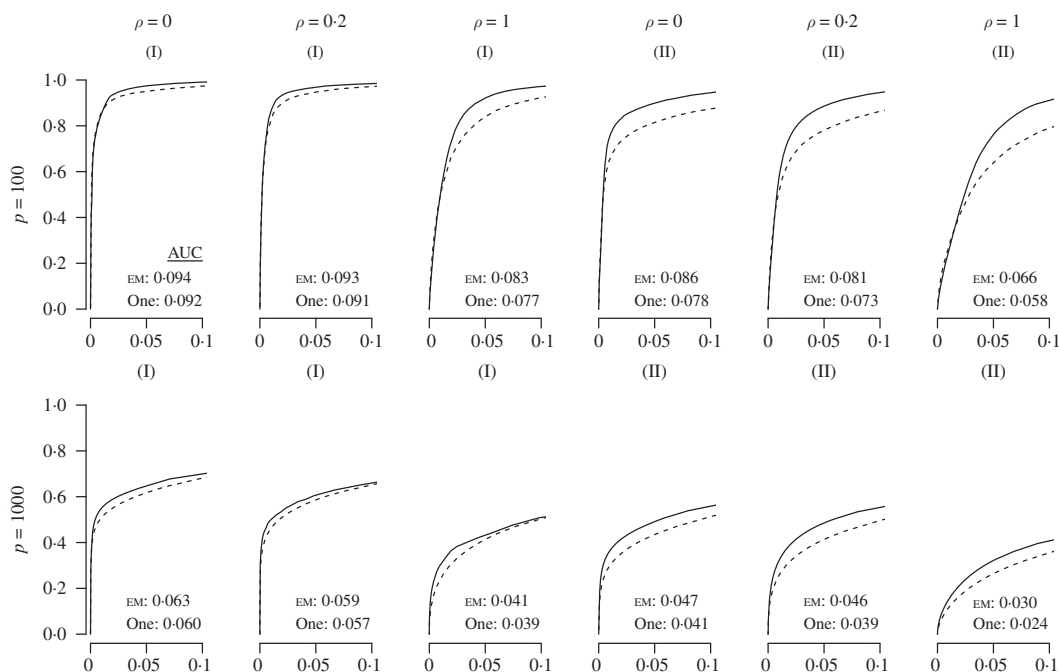 ρ = 0 ρ = 0·2 ρ = 1 ρ = 0 ρ = 0·2 ρ = 1
(I) (I) (I) (II) (II) (II)
p = 100
1·0
0·8
0·6
0·4
0·2
0·0
AUC
EM: 0·094 EM: 0·093 EM: 0·083 EM: 0·086 EM: 0·081 EM: 0·066
One: 0·092 One: 0·091 One: 0·077 One: 0·078 One: 0·073 One: 0·058
0 0·05 0·1 0 0·05 0·1 0 0·05 0·1 0 0·05 0·1 0 0·05 0·1 0 0·05 0·1
(I) (I) (I) (II) (II) (II)
p = 1000
1·0
0·8
0·6
0·4
0·2
0·0
EM: 0·063 EM: 0·059 EM: 0·041 EM: 0·047 EM: 0·046 EM: 0·030
One: 0·060 One: 0·057 One: 0·039 One: 0·041 One: 0·039 One: 0·024
0 0·05 0·1 0 0·05 0·1 0 0·05 0·1 0 0·05 0·1 0 0·05 0·1 0 0·05 0·1